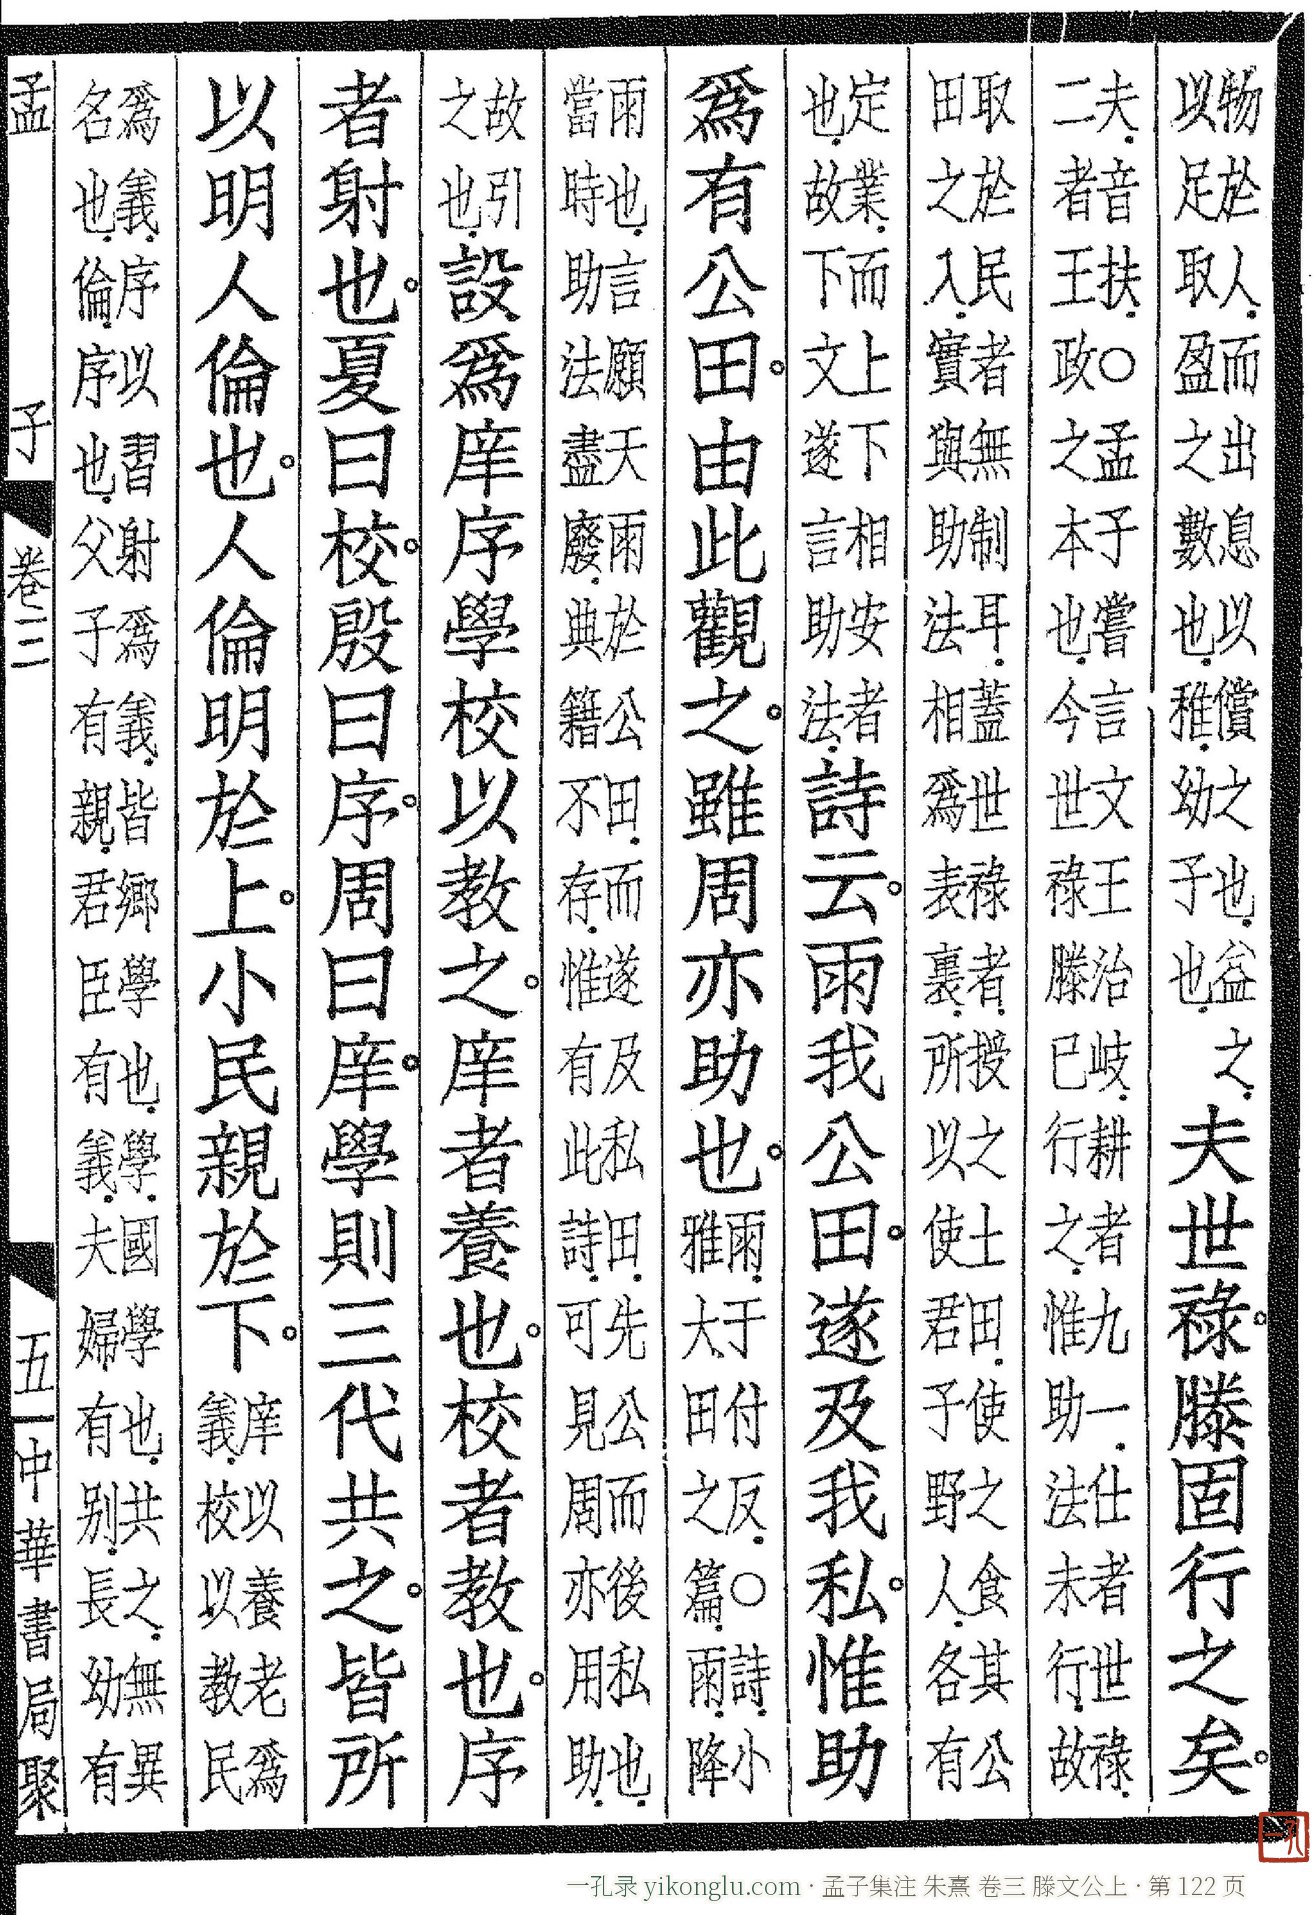 物於人。而出息以償之也。益之。
以足取盈之數也。稚。幼子也。
夫世祿。滕固行之矣。
夫。音扶。○孟子嘗言文王治岐。耕者九一。仕者世祿。
二者王政之本也。今世祿滕已行之。惟助法未行。故
取於民者無制耳。蓋世祿者。授之土田。使之食其公
田之入。實與助法相爲表裏。所以使君子野人。各有
定業。而上下相安者
也。故下文遂言助法。
詩云。雨我公田。遂及我私。惟助
爲有公田。由此觀之。雖周亦助也。
雨。于付反。○詩。小
雅大田之篇。雨降
雨也。言願天雨於公田。而遂及私田。先公而後私也。
當時助法盡廢。典籍不存。惟有此詩。可見周亦用助。
故引
之也。
設爲庠序學校以教之。庠者養也。校者教也。序
者射也。夏曰校。殷曰序。周曰庠。學則三代共之。皆所
以明人倫也。人倫明於上。小民親於下。
庠以養老爲
義。校以教民
爲義。序以習射爲義。皆鄉學也。學。國學也。共之。無異
名也。倫。序也。父子有親。君臣有義。夫婦有別。長幼有
孟子 卷三 五一中華書局聚
一孔
一孔录 yikonglu.com · 孟子集注 朱熹 卷三 滕文公上 · 第 122 页